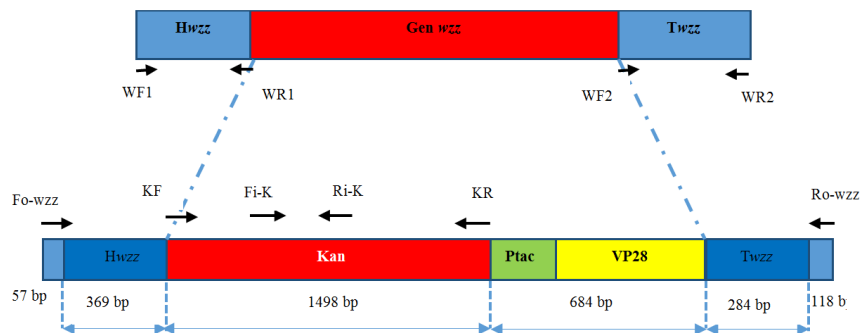 Hwzz Gen wzz Twzz
WF1 WR1 WF2 WR2
Fo-wzz KF Fi-K Ri-K KR Ro-wzz
Hwzz Kan Ptac VP28 Twzz
57 bp 369 bp 1498 bp 684 bp 284 bp 118 b